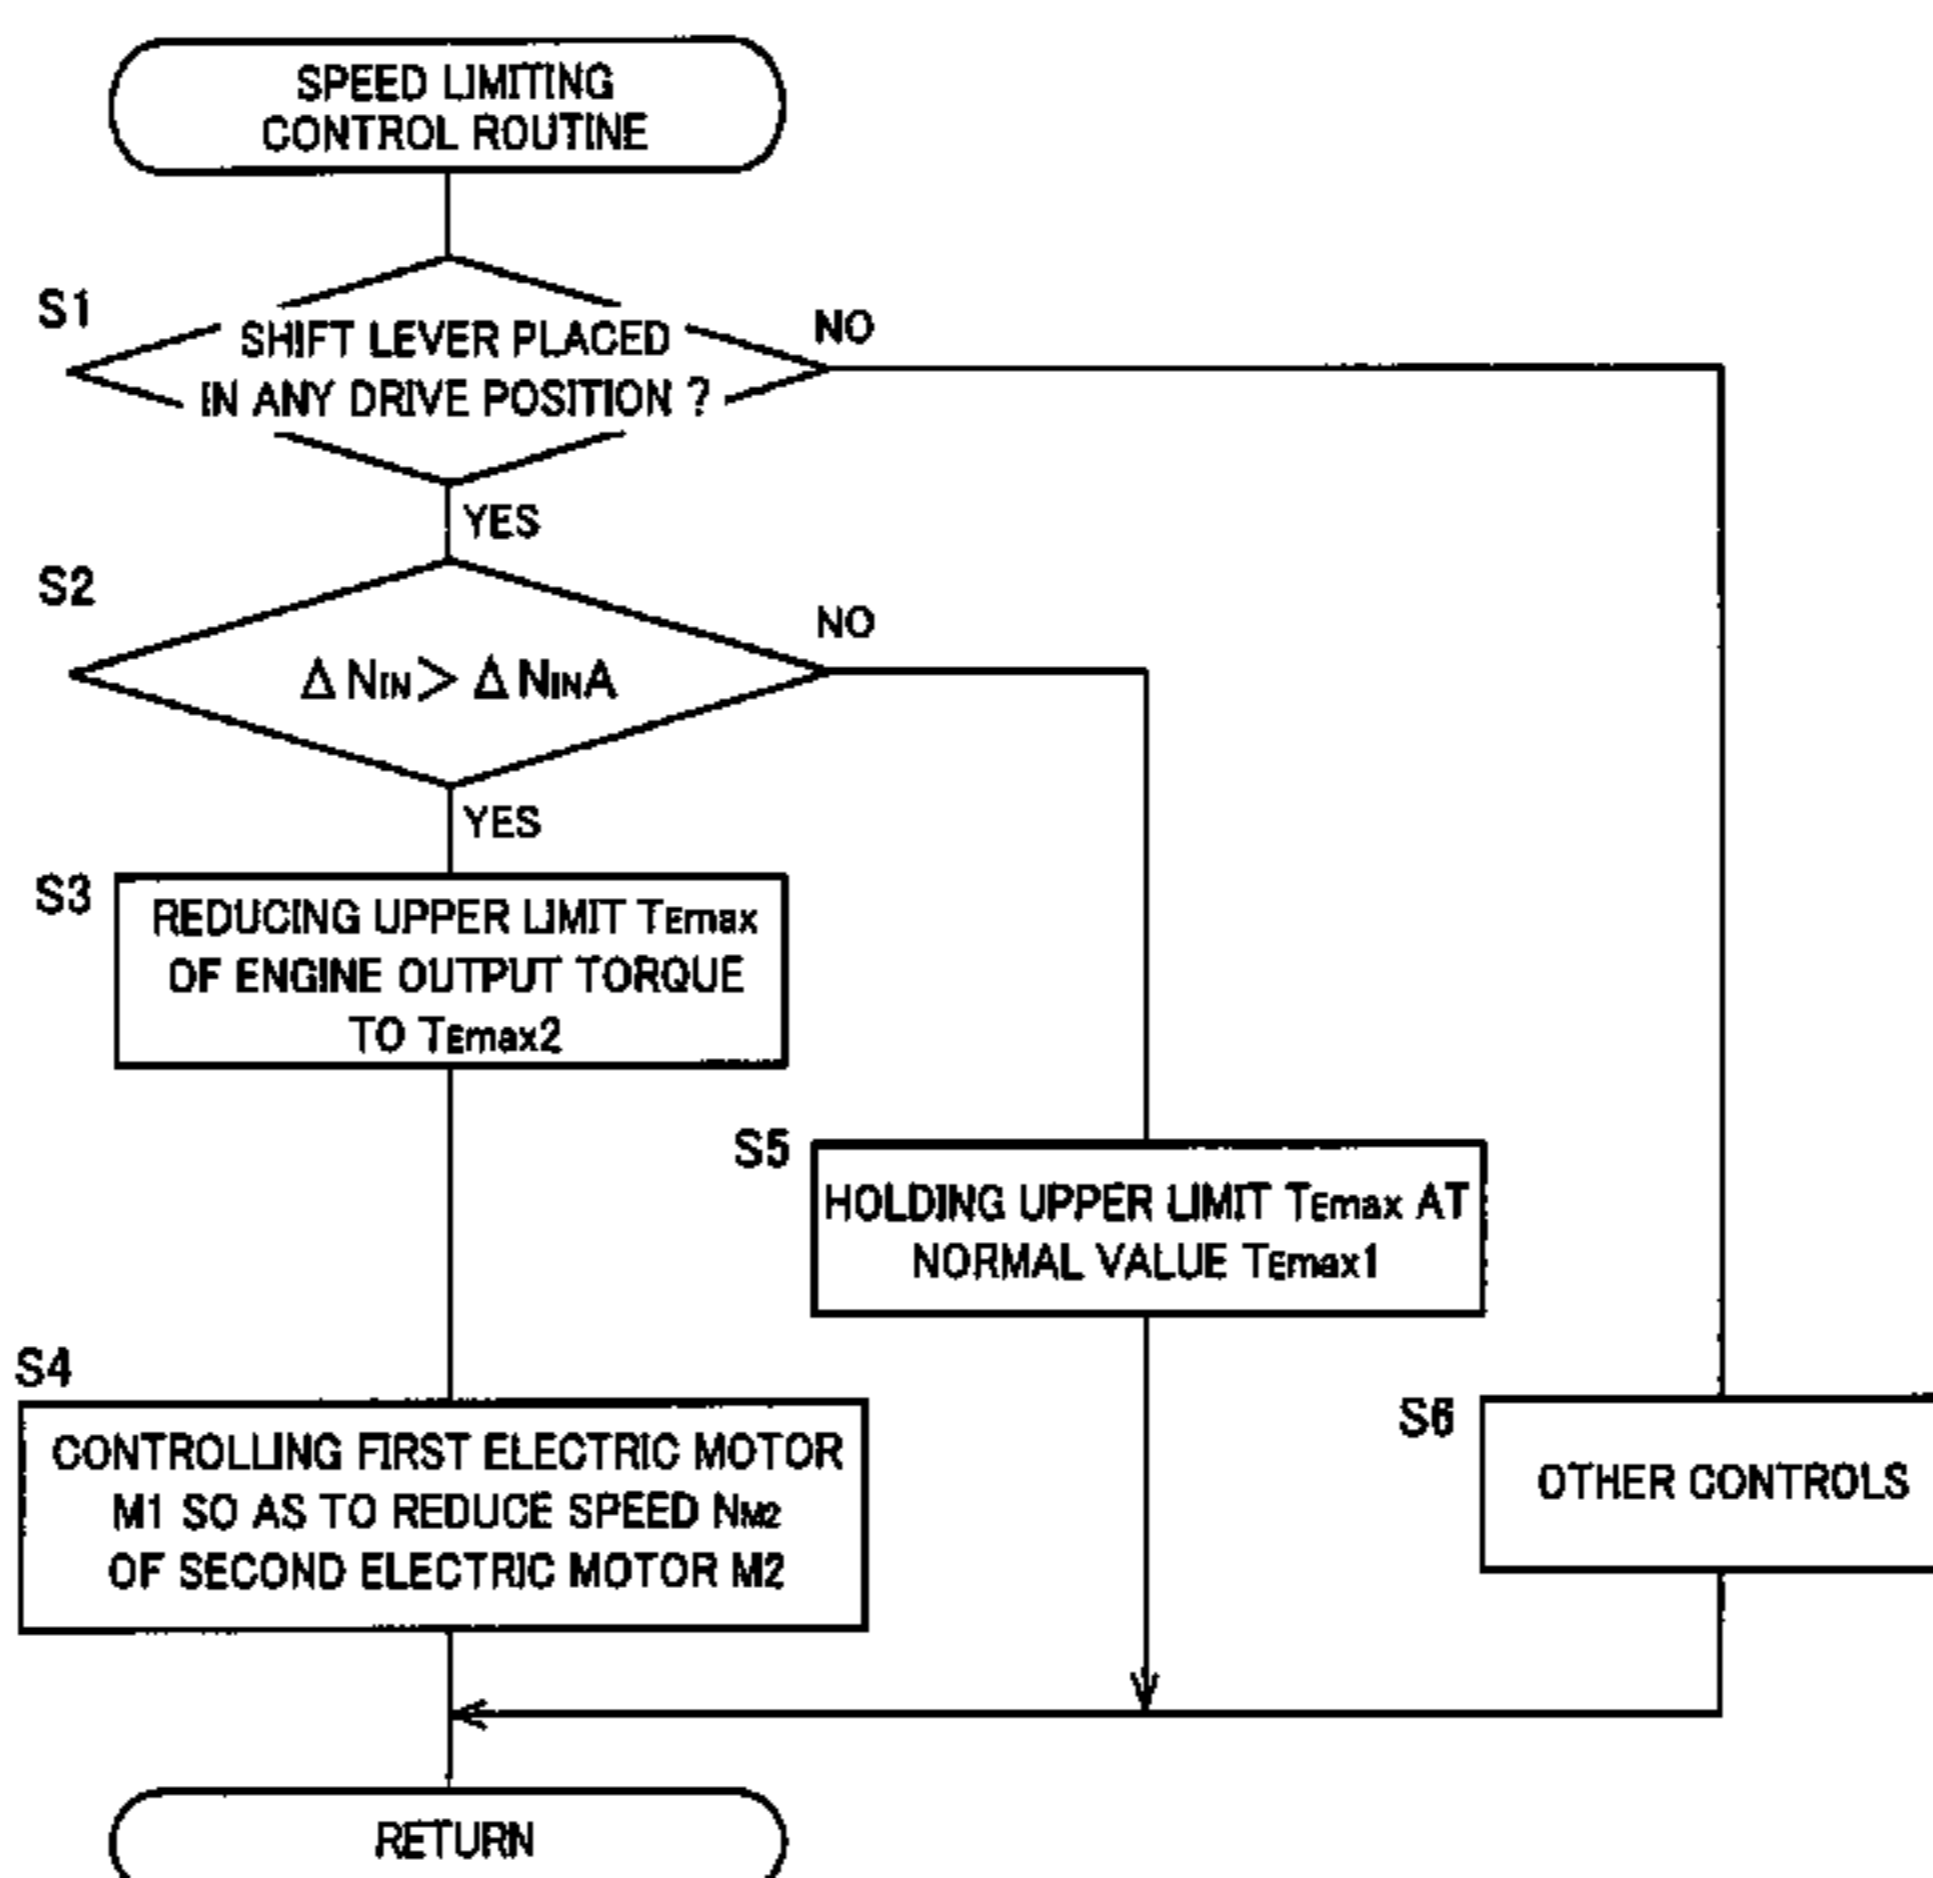 SPEED LIMITING
CONTROL ROUTINE
S1
SHIFT LEVER PLACED
IN ANY DRIVE POSITION ?
NO
YES
S2
Δ NIN > Δ NINA
NO
YES
S3
REDUCING UPPER LIMIT TEmax
OF ENGINE OUTPUT TORQUE
TO TEmax2
S5
HOLDING UPPER LIMIT TEmax AT
NORMAL VALUE TEmax1
S4
CONTROLLING FIRST ELECTRIC MOTOR
M1 SO AS TO REDUCE SPEED NM2
OF SECOND ELECTRIC MOTOR M2
S6
OTHER CONTROLS
RETURN